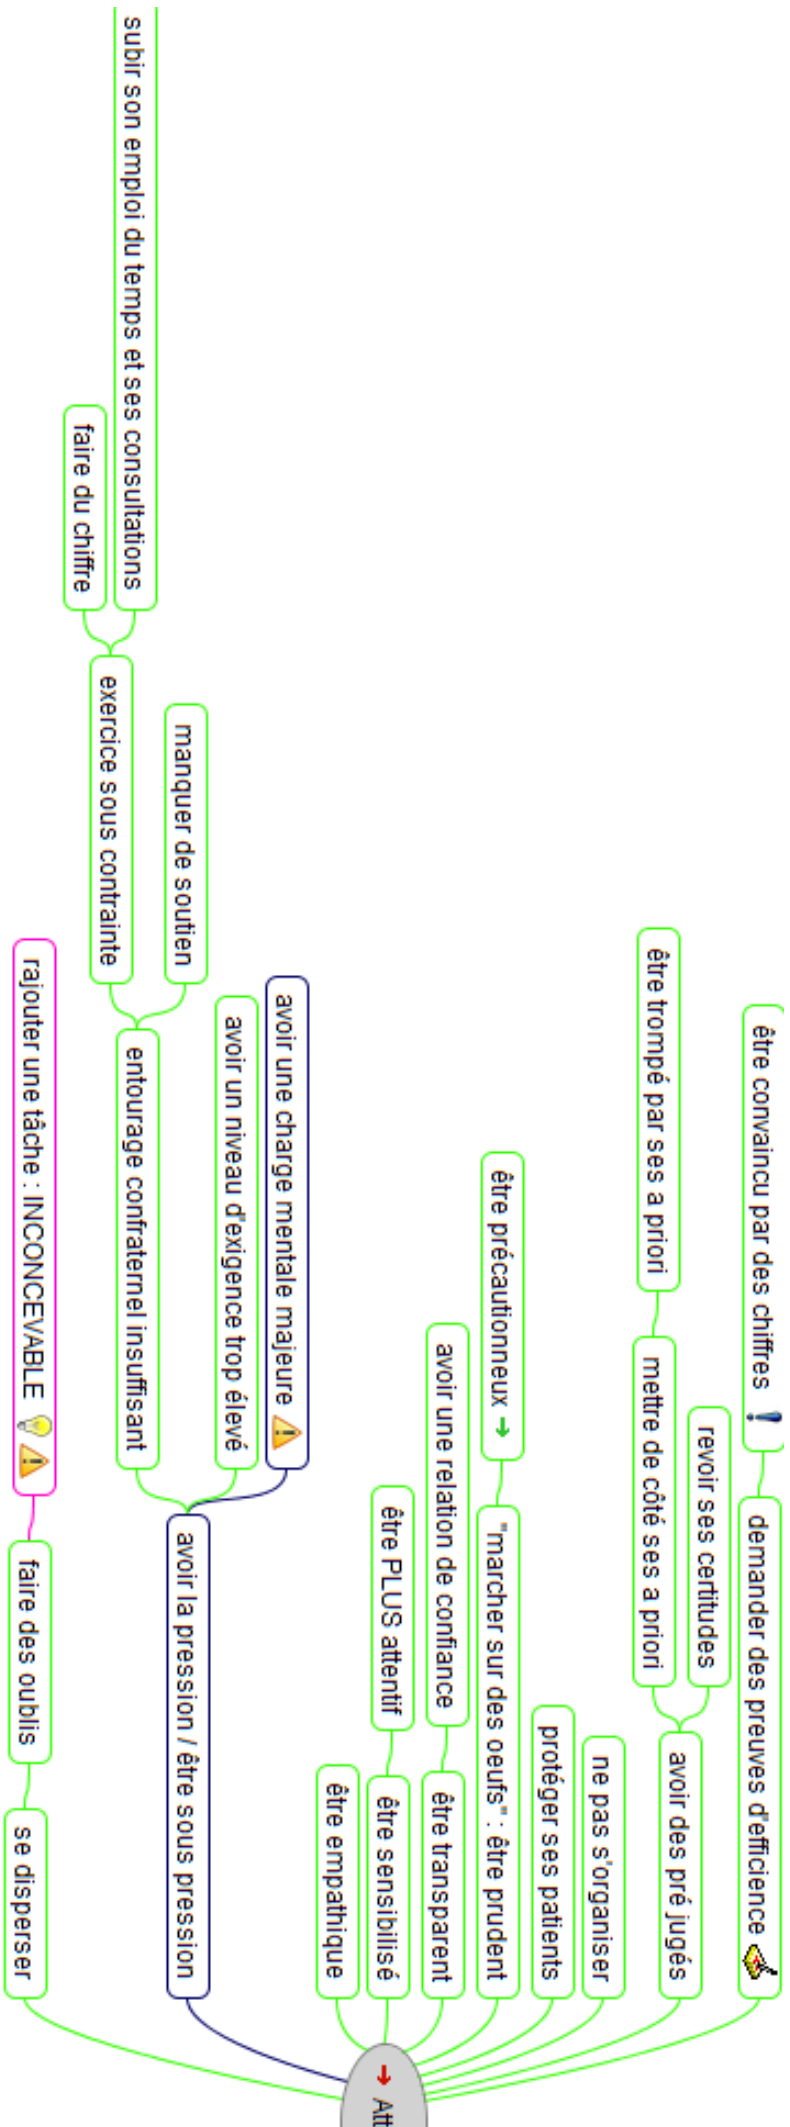 être convaincu par des chiffres
demander des preuves d'efficience
revoir ses certitudes
être trompé par ses a priori
mettre de côté ses a priori
avoir des pré jugés
ne pas s'organiser
protéger ses patients
être précautionneux
"marcher sur des oeufs" : être prudent
avoir une relation de confiance
être transparent
être PLUS attentif
être sensibilisé
être empathique
Att
avoir une charge mentale majeure
avoir un niveau d'exigence trop élevé
avoir la pression / être sous pression
manquer de soutien
entourage confraternel insuffisant
subir son emploi du temps et ses consultations
exercice sous contrainte
faire du chiffre
rajouter une tâche : INCONCEVABLE
faire des oublis
se disperser